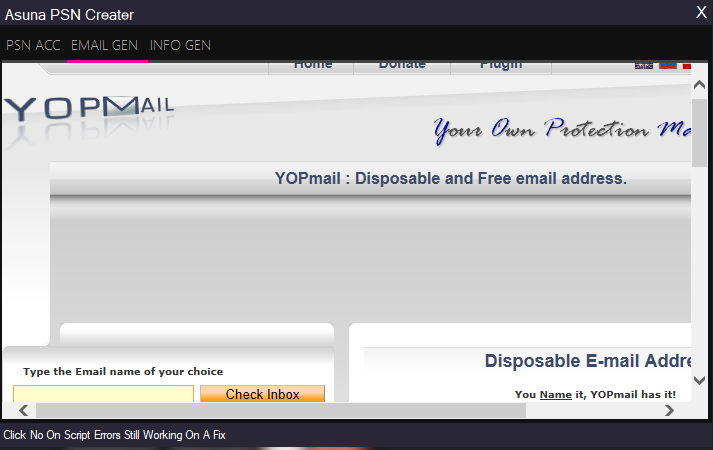 Asuna PSN Creater
X
PSN ACC EMAIL GEN INFO GEN
Home Donate Plugin
YOPMAIL
Your Own Protection Ma
YOPmail : Disposable and Free email address.
Type the Email name of your choice
Check Inbox
Disposable E-mail Addre
You Name it, YOPmail has it!
Click No On Script Errors Still Working On A Fix